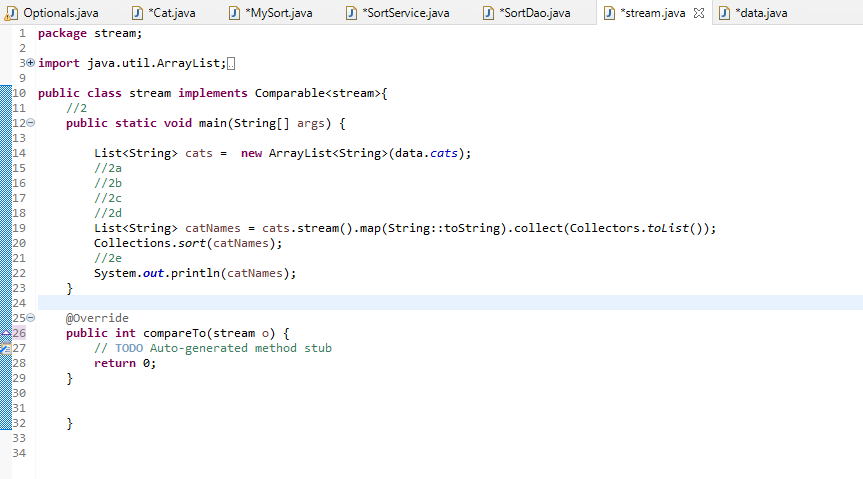 Optionals.java *Cat.java *MySort.java *SortService.java *SortDao.java *stream.java *data.java
1 package stream;
2
3 import java.util.ArrayList;
9
10 public class stream implements Comparable<stream>{
11 //2
12 public static void main(String[] args) {
13
14 List<String> cats =  new ArrayList<String>(data.cats);
15 //2a
16 //2b
17 //2c
18 //2d
19 List<String> catNames = cats.stream().map(String::toString).collect(Collectors.toList());
20 Collections.sort(catNames);
21 //2e
22 System.out.println(catNames);
23 }
24
25 @Override
26 public int compareTo(stream o) {
27 // TODO Auto-generated method stub
28 return 0;
29 }
30
31
32 }
33
34